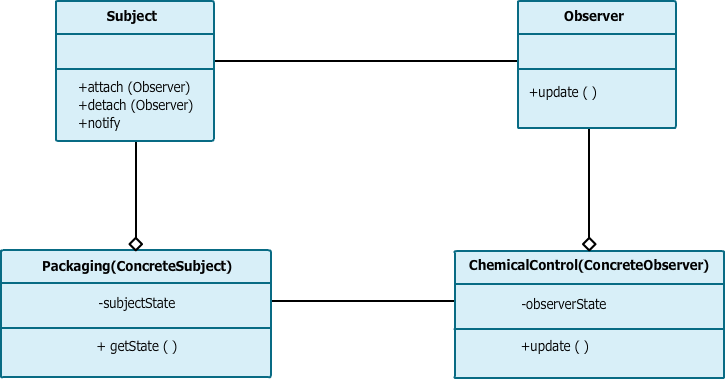 Subject
+attach (Observer)
+detach (Observer)
+notify
Observer
+update ( )
Packaging(ConcreteSubject)
-subjectState
+ getState ( )
ChemicalControl(ConcreteObserver)
-observerState
+update ( )